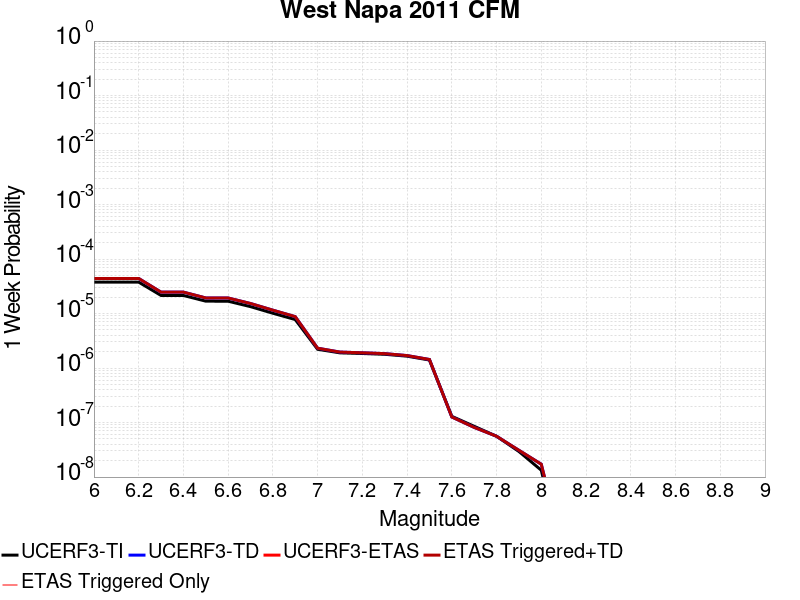 West Napa 2011 CFM
10^0
10^-1
10^-2
10^-3
10^-4
10^-5
10^-6
10^-7
10^-8
1 Week Probability
6 6.2 6.4 6.6 6.8 7 7.2 7.4 7.6 7.8 8 8.2 8.4 8.6 8.8 9
Magnitude
UCERF3-TI UCERF3-TD UCERF3-ETAS ETAS Triggered+TD
ETAS Triggered Only